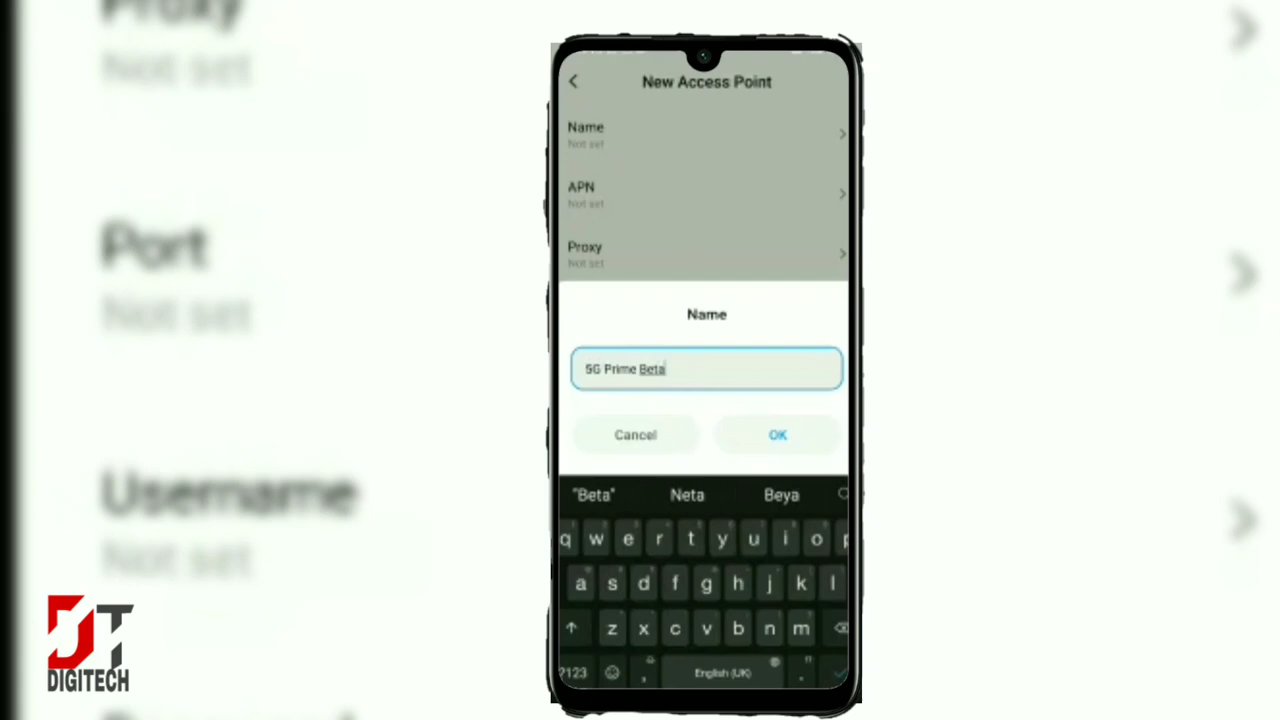 Proxy
Not set
Port
Not set
Username
Not set
New Access Point
Name
Not set
APN
Not set
Proxy
Not set
Name
5G Prime Beta
Cancel
OK
"Beta" Neta Beya
q w e r t y u i o p
a s d f g h j k l
z x c v b n m
?123 , English (UK) .
DT
DIGITECH